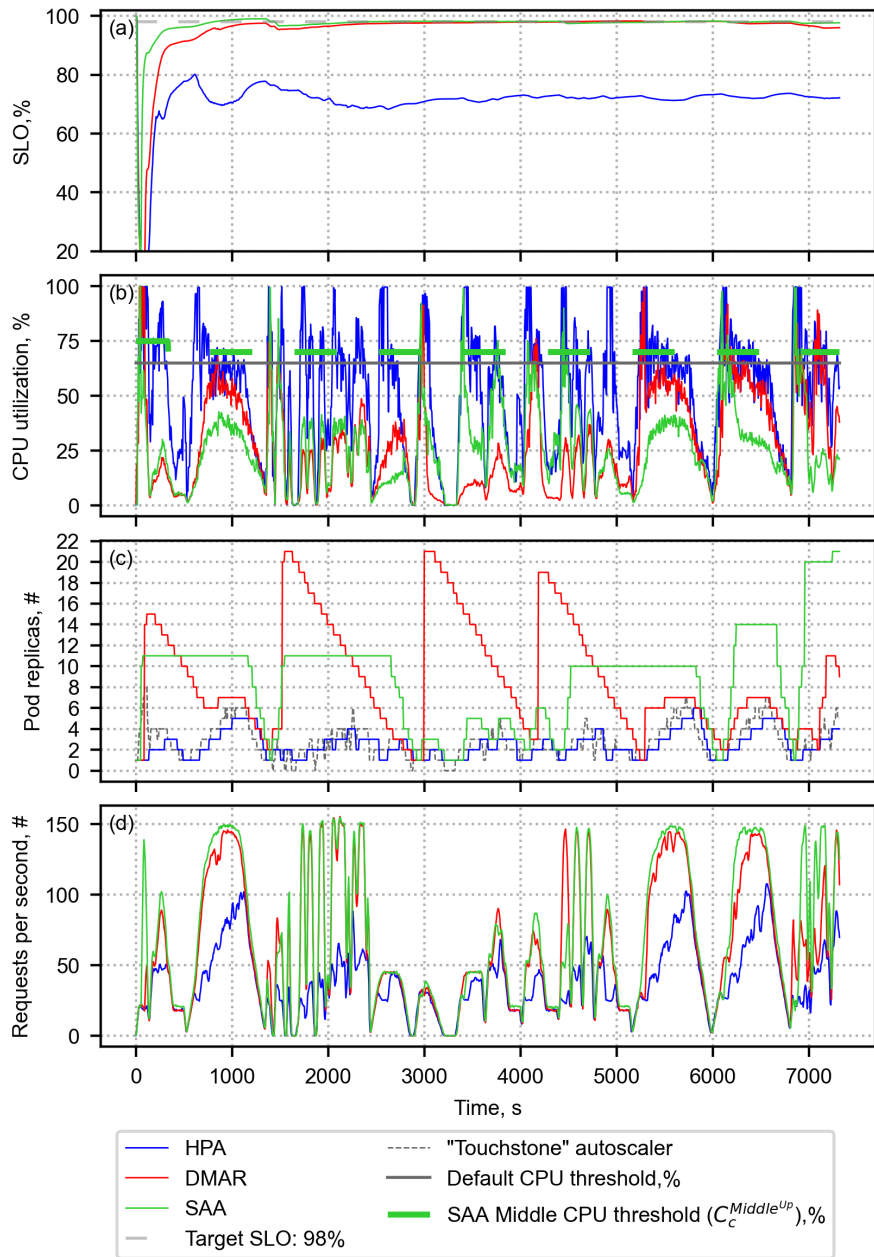 (a)
100
80
60
40
20
SLO,%
(b)
100
75
50
25
0
CPU utilization, %
(c)
22
20
18
16
14
12
10
8
6
4
2
0
Pod replicas, #
(d)
150
100
50
0
Requests per second, #
0 1000 2000 3000 4000 5000 6000 7000
Time, s
HPA
DMAR
SAA
Target SLO: 98%
"Touchstone" autoscaler
Default CPU threshold,%
SAA Middle CPU threshold (C_c^{Middle^{Up}}),%